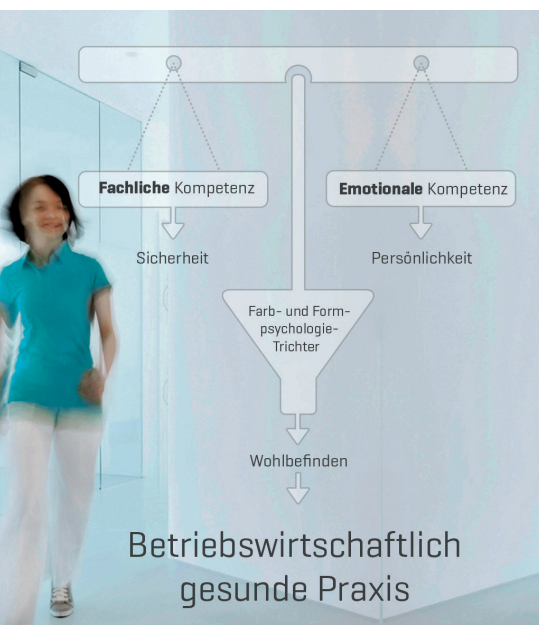 Fachliche Kompetenz
Emotionale Kompetenz
Sicherheit
Persönlichkeit
Farb- und Form-
psychologie-
Trichter
Wohlbefinden
Betriebswirtschaftlich
gesunde Praxis